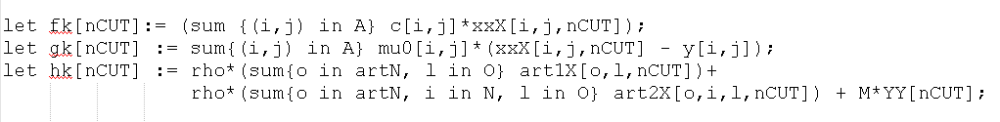 let fk[nCUT]:= (sum {(i,j) in A} c[i,j]*xxX[i,j,nCUT]);
let gk[nCUT] := sum{(i,j) in A} mu0[i,j]*(xxX[i,j,nCUT] - y[i,j]);
let hk[nCUT] := rho*(sum{o in artN, l in O} art1X[o,l,nCUT])+
rho*(sum{o in artN, i in N, l in O} art2X[o,i,l,nCUT]) + M*YY[nCUT];